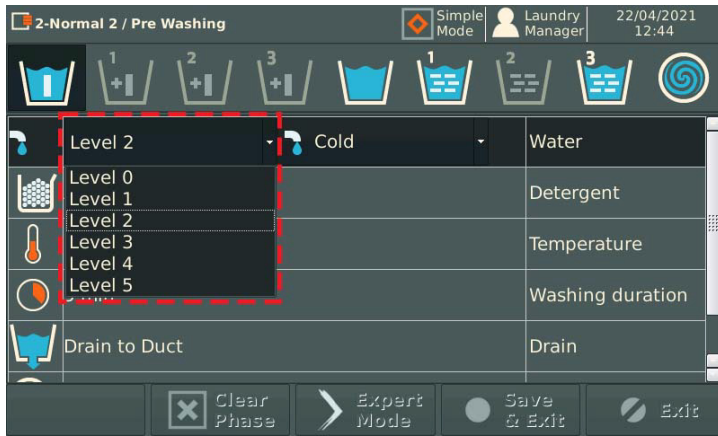 2-Normal 2 / Pre Washing
Simple
Mode
Laundry
Manager
22/04/2021
12:44
1
2
3
1
2
3
Level 2
Cold
Water
Level 0
Level 1
Level 2
Level 3
Level 4
Level 5
Detergent
Temperature
Washing duration
Drain to Duct
Drain
Clear
Phase
Expert
Mode
Save
& Exit
Exit